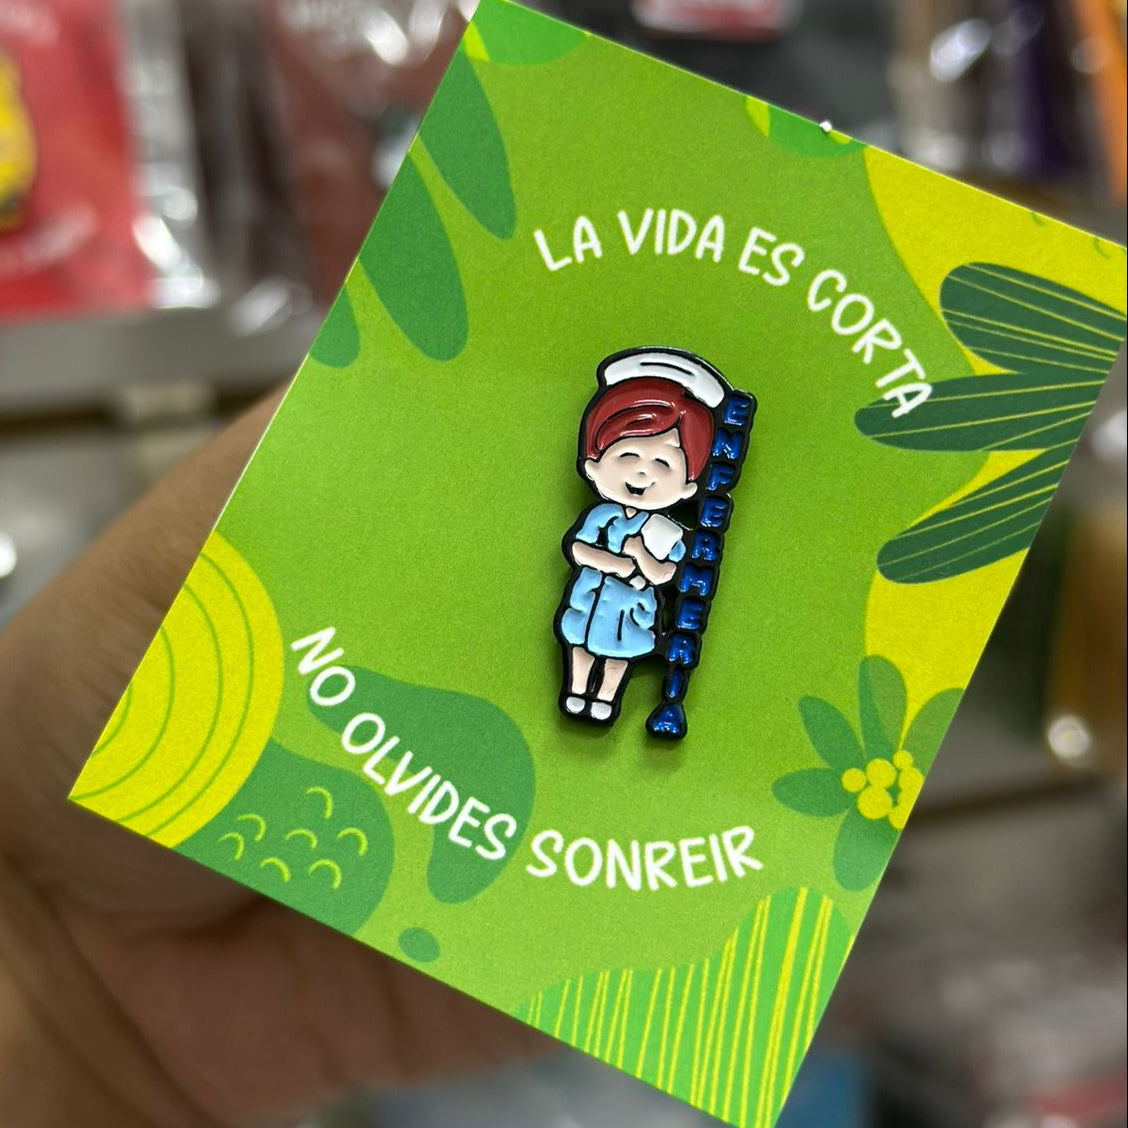 LA VIDA ES CORTA
ENFERMERIA
NO OLVIDES SONREIR